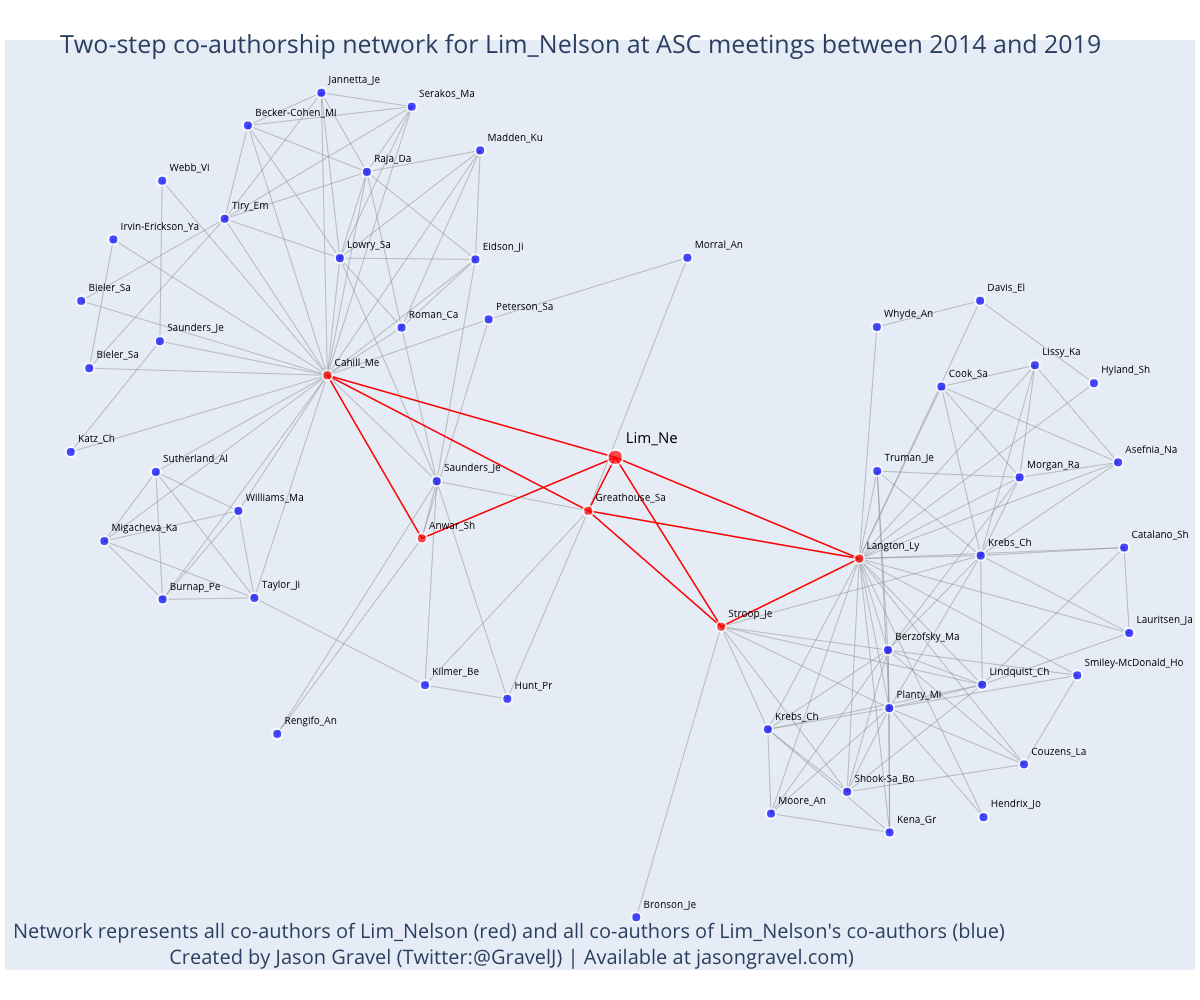 Two-step co-authorship network for Lim_Nelson at ASC meetings between 2014 and 2019
Jannetta_Je
Serakos_Ma
Becker-Cohen_Mi
Madden_Ku
Raja_Da
Webb_Vi
Tiry_Em
Irvin-Erickson_Ya
Lowry_Sa
Eidson_Ji
Morral_An
Bieler_Sa
Davis_El
Peterson_Sa
Roman_Ca
Whyde_An
Saunders_Je
Bieler_Sa
Cahill_Me
Lissy_Ka
Hyland_Sh
Cook_Sa
Katz_Ch
Lim_Ne
Sutherland_Al
Saunders_Je
Truman_Je
Morgan_Ra
Asefnia_Na
Williams_Ma
Greathouse_Sa
Migacheva_Ka
Anwar_Sh
Langton_Ly
Krebs_Ch
Catalano_Sh
Burnap_Pe
Taylor_Ji
Stroop_Je
Lauritsen_Ja
Berzofsky_Ma
Kilmer_Be
Hunt_Pr
Lindquist_Ch
Smiley-McDonald_Ho
Planty_Mi
Rengifo_An
Krebs_Ch
Couzens_La
Shook-Sa_Bo
Moore_An
Hendrix_Jo
Kena_Gr
Bronson_Je
Network represents all co-authors of Lim_Nelson (red) and all co-authors of Lim_Nelson's co-authors (blue)
Created by Jason Gravel (Twitter:@GravelJ) | Available at jasongravel.com)